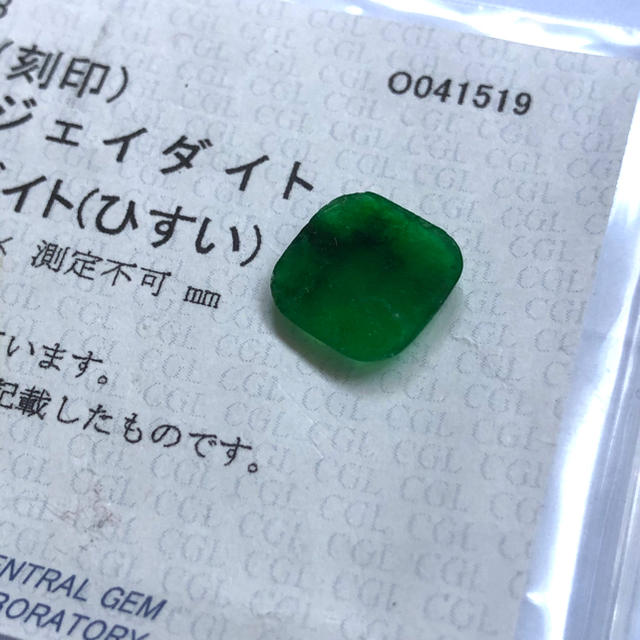 O041519
(刻印)
ジェイダイト
イト(ひすい)
測定不可 mm
います。
記載したものです。
ENTRAL GEM
BORATORY